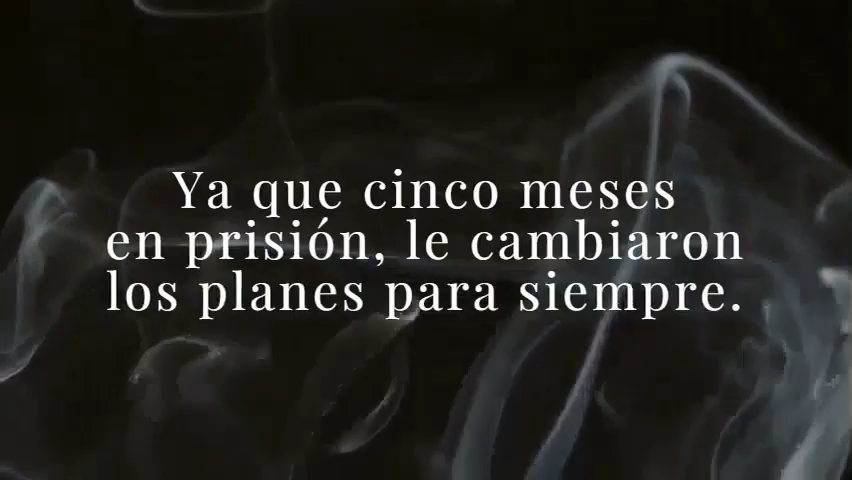 Ya que cinco meses
en prisión, le cambiaron
los planes para siempre.